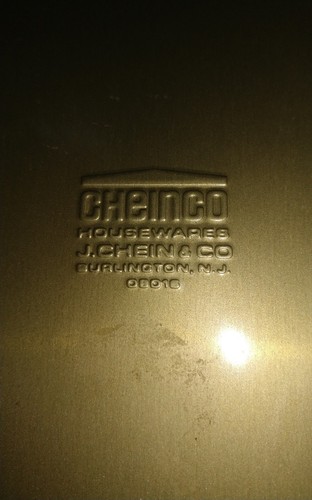 CHEINCO
HOUSEWARES
J. CHEIN & CO
BURLINGTON, N. J.
08016